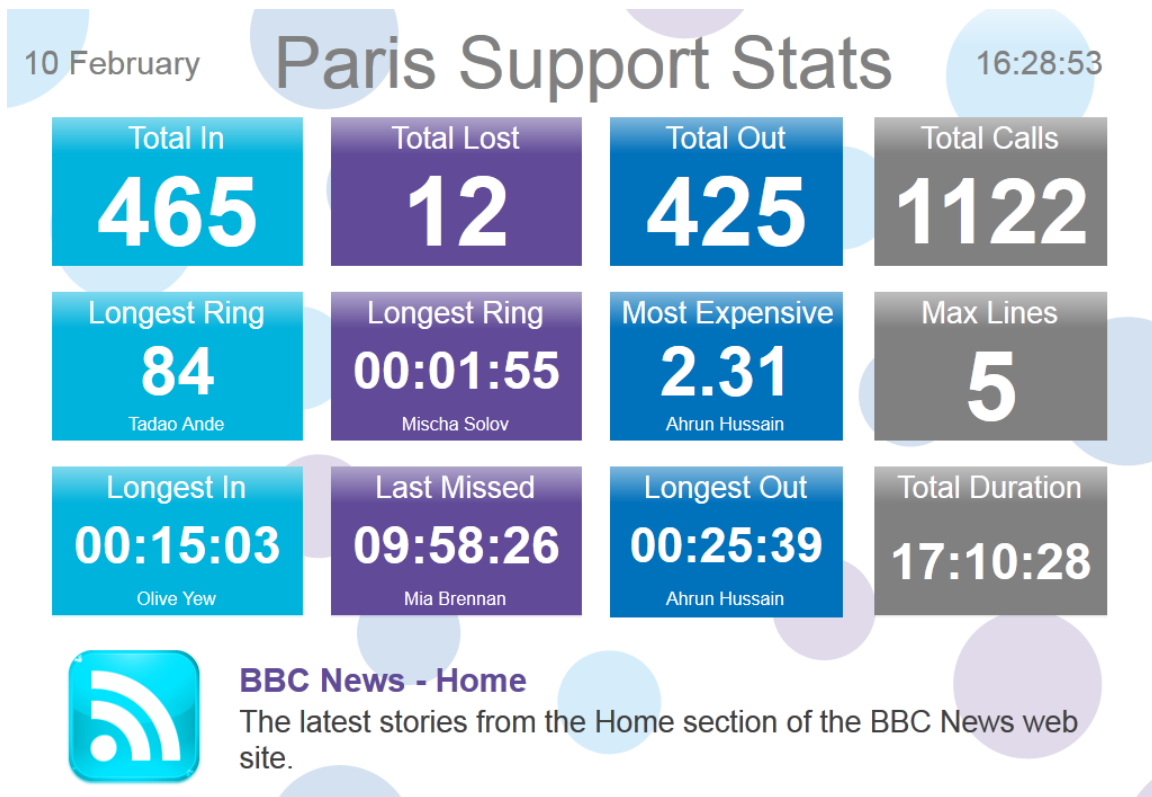 10 February
Paris Support Stats
16:28:53
Total In
465
Total Lost
12
Total Out
425
Total Calls
1122
Longest Ring
84
Tadao Ande
Longest Ring
00:01:55
Mischa Solov
Most Expensive
2.31
Ahrun Hussain
Max Lines
5
Longest In
00:15:03
Olive Yew
Last Missed
09:58:26
Mia Brennan
Longest Out
00:25:39
Ahrun Hussain
Total Duration
17:10:28
BBC News - Home
The latest stories from the Home section of the BBC News web
site.